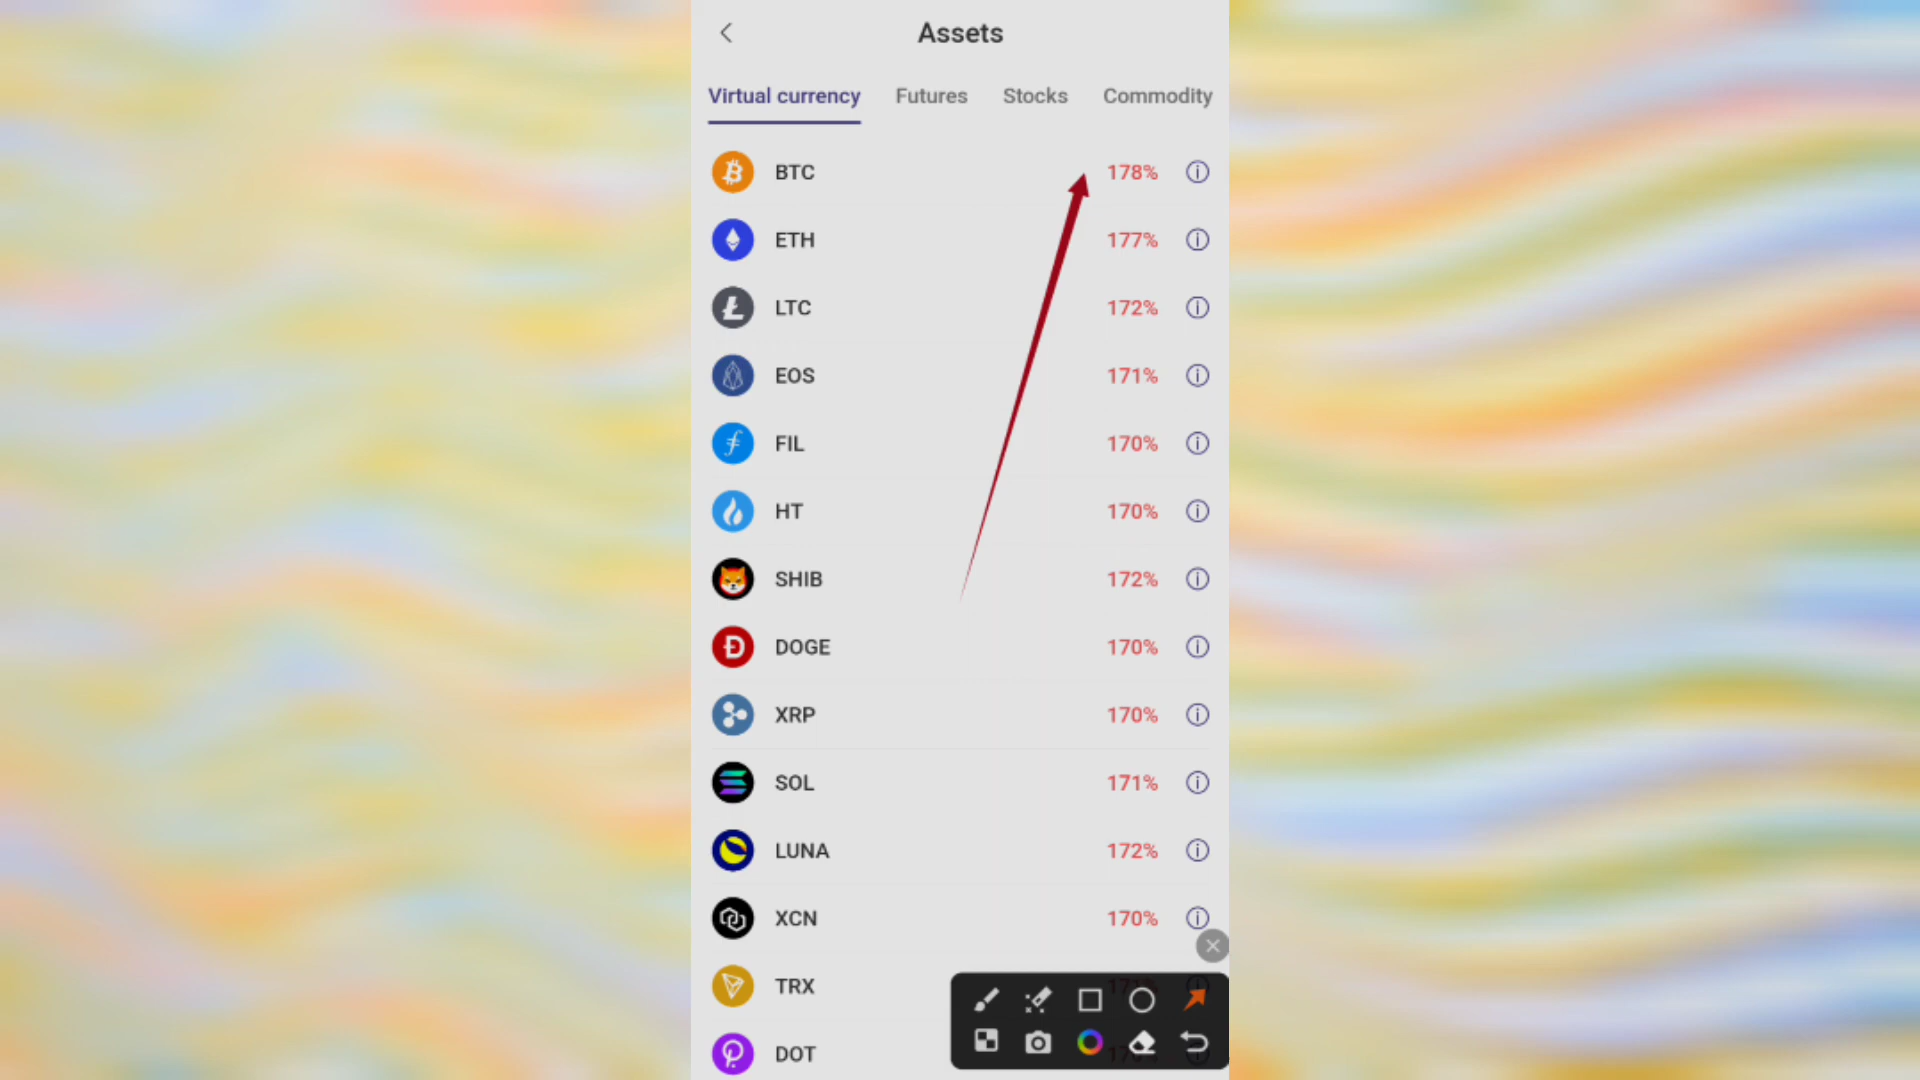 Assets
Virtual currency Futures Stocks Commodity
BTC 178%
ETH 177%
LTC 172%
EOS 171%
FIL 170%
HT 170%
SHIB 172%
DOGE 170%
XRP 170%
SOL 171%
LUNA 172%
XCN 170%
TRX
DOT